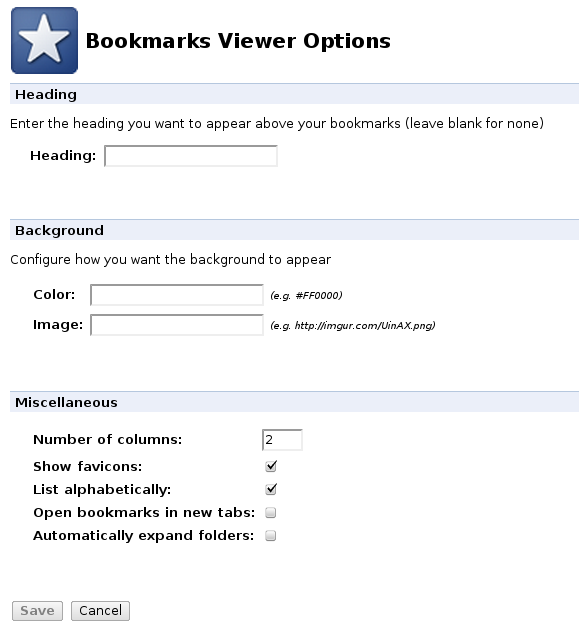 Bookmarks Viewer Options
Heading
Enter the heading you want to appear above your bookmarks (leave blank for none)
Heading:
Background
Configure how you want the background to appear
Color: (e.g. #FF0000)
Image: (e.g. http://imgur.com/UinAX.png)
Miscellaneous
Number of columns: 2
Show favicons:
List alphabetically:
Open bookmarks in new tabs:
Automatically expand folders:
Save Cancel